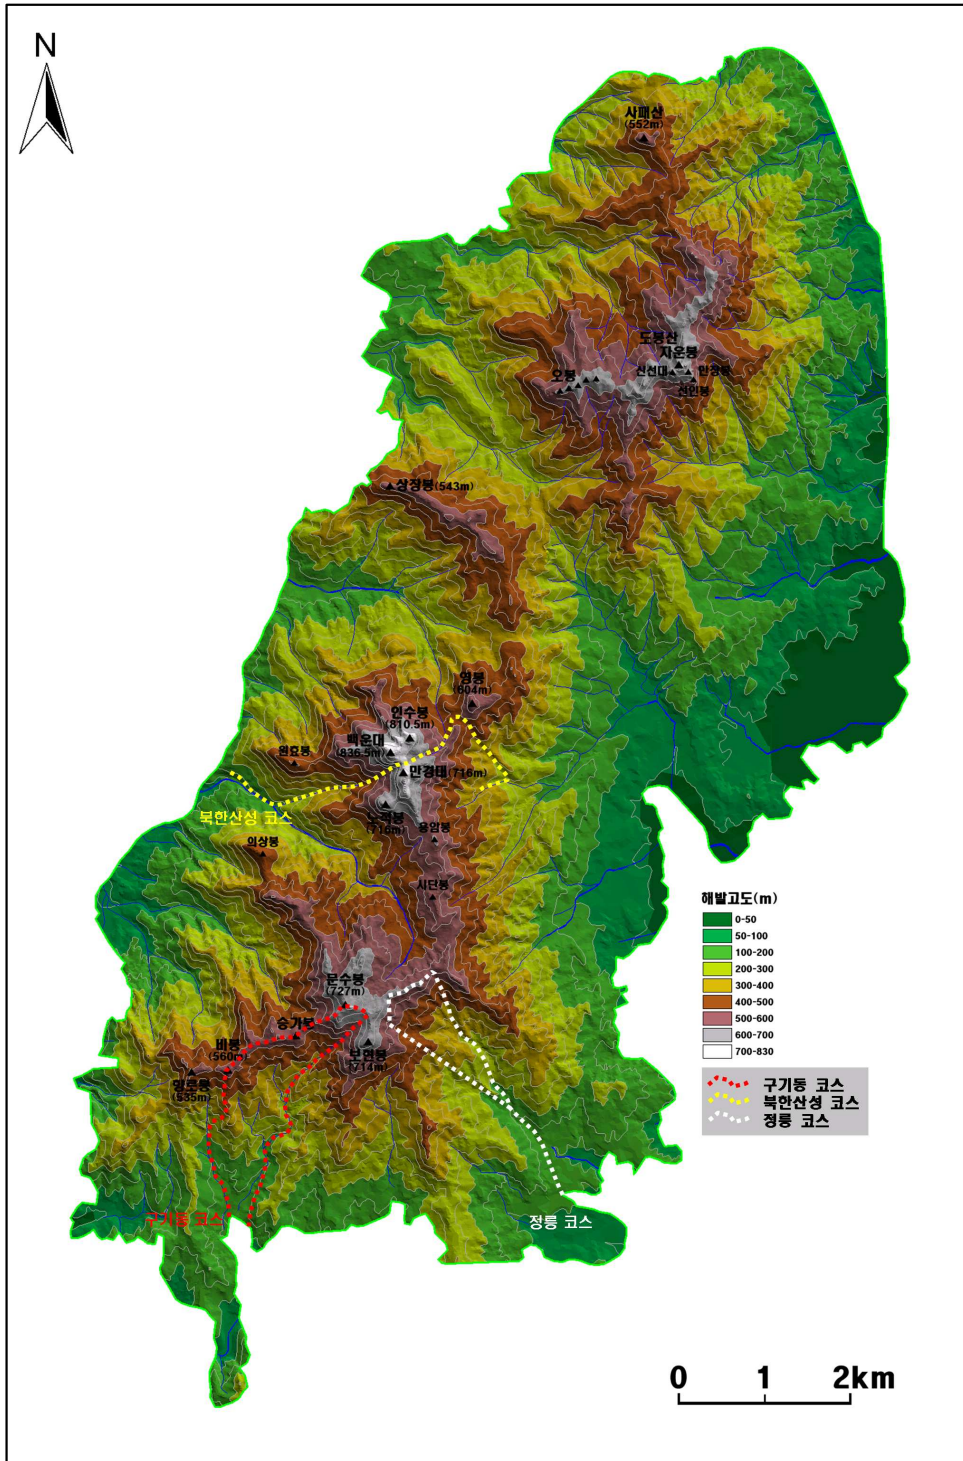 N
사패산
(552m)
도봉산
자운봉
신선대
만장봉
선인봉
오봉
상장봉(543m)
영봉
(604m)
인수봉
(810.5m)
백운대
(836.5m)
원효봉
만경대(716m)
노적봉
(716m)
북한산성 코스
용암봉
의상봉
시단봉
해발고도(m)
0-50
50-100
100-200
200-300
300-400
400-500
500-600
600-700
700-830
문수봉
(727m)
승가봉
비봉
(560m)
보현봉
(714m)
향로봉
(535m)
구기동 코스
북한산성 코스
정릉 코스
구기동 코스
정릉 코스
0 1 2km